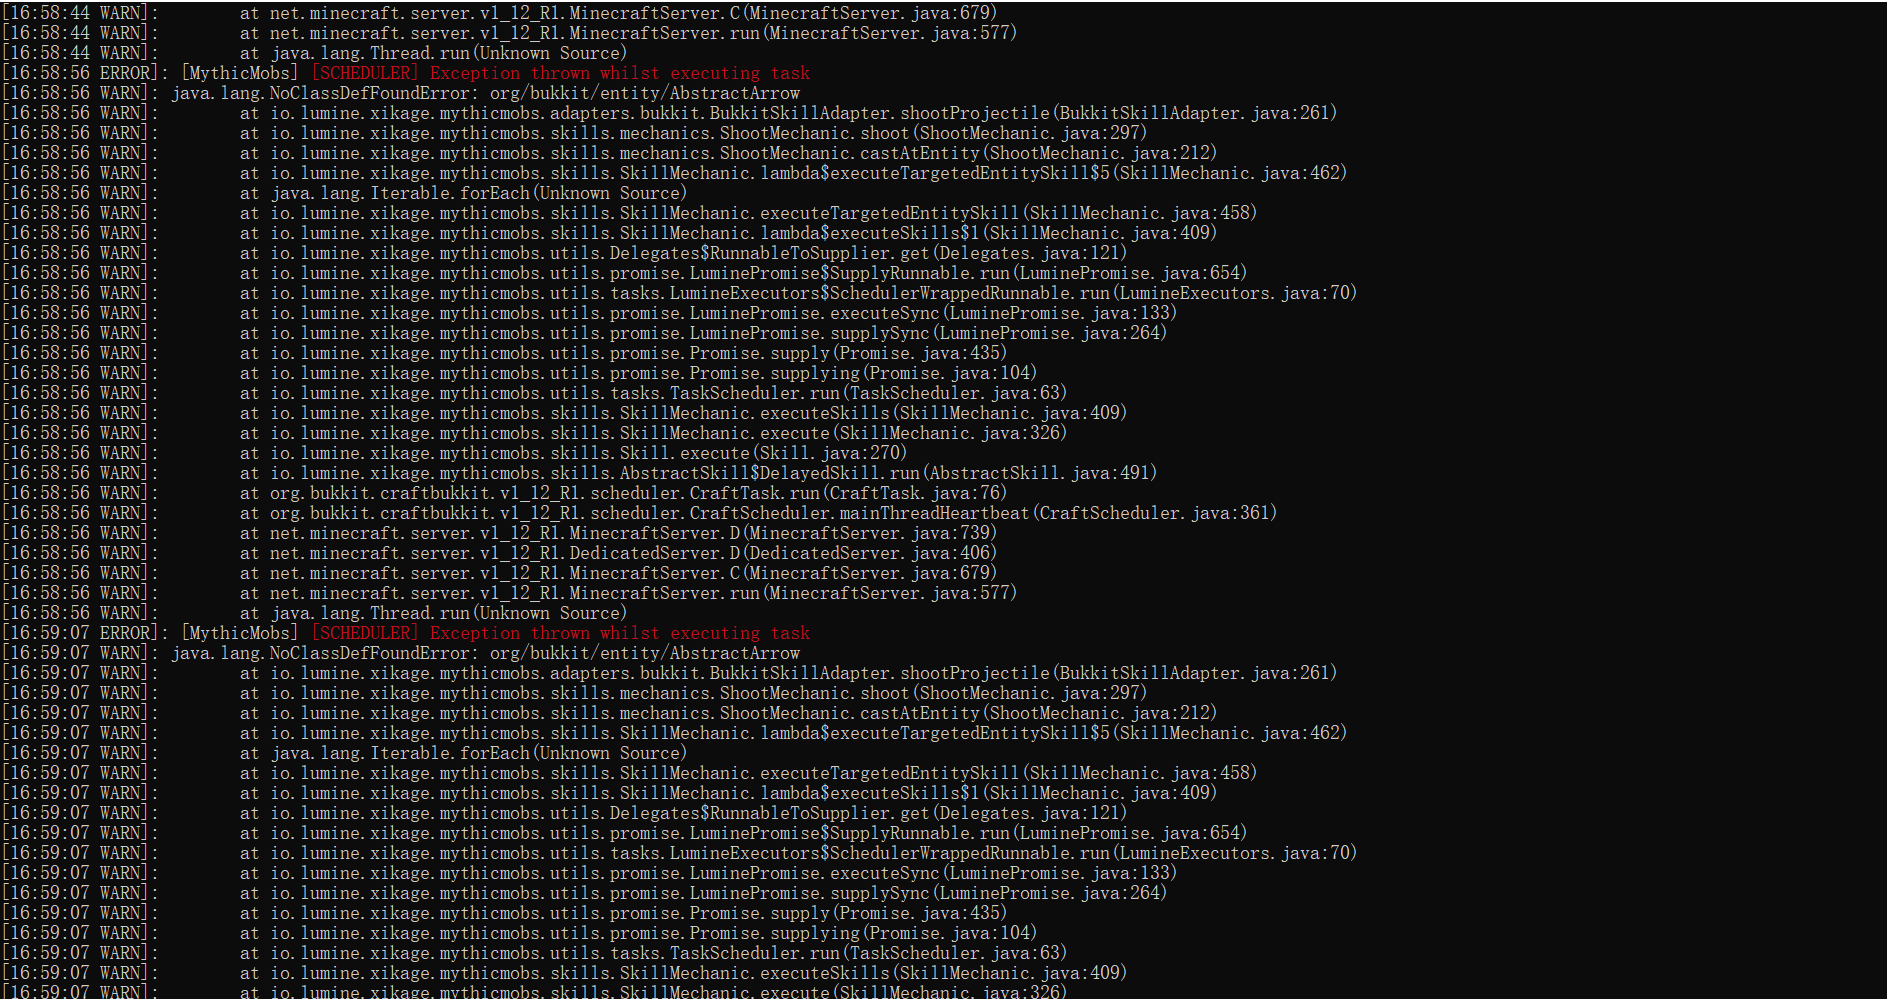 [16:58:44 WARN]:        at net.minecraft.server.v1_12_R1.MinecraftServer.C(MinecraftServer.java:679)
[16:58:44 WARN]:        at net.minecraft.server.v1_12_R1.MinecraftServer.run(MinecraftServer.java:577)
[16:58:44 WARN]:        at java.lang.Thread.run(Unknown Source)
[16:58:56 ERROR]: [MythicMobs] [SCHEDULER] Exception thrown whilst executing task
[16:58:56 WARN]: java.lang.NoClassDefFoundError: org/bukkit/entity/AbstractArrow
[16:58:56 WARN]:        at io.lumine.xikage.mythicmobs.adapters.bukkit.BukkitSkillAdapter.shootProjectile(BukkitSkillAdapter.java:261)
[16:58:56 WARN]:        at io.lumine.xikage.mythicmobs.skills.mechanics.ShootMechanic.shoot(ShootMechanic.java:297)
[16:58:56 WARN]:        at io.lumine.xikage.mythicmobs.skills.mechanics.ShootMechanic.castAtEntity(ShootMechanic.java:212)
[16:58:56 WARN]:        at io.lumine.xikage.mythicmobs.skills.SkillMechanic.lambda$executeTargetedEntitySkill$5(SkillMechanic.java:462)
[16:58:56 WARN]:        at java.lang.Iterable.forEach(Unknown Source)
[16:58:56 WARN]:        at io.lumine.xikage.mythicmobs.skills.SkillMechanic.executeTargetedEntitySkill(SkillMechanic.java:458)
[16:58:56 WARN]:        at io.lumine.xikage.mythicmobs.skills.SkillMechanic.lambda$executeSkills$1(SkillMechanic.java:409)
[16:58:56 WARN]:        at io.lumine.xikage.mythicmobs.utils.Delegates$RunnableToSupplier.get(Delegates.java:121)
[16:58:56 WARN]:        at io.lumine.xikage.mythicmobs.utils.promise.LuminePromise$SupplyRunnable.run(LuminePromise.java:654)
[16:58:56 WARN]:        at io.lumine.xikage.mythicmobs.utils.tasks.LumineExecutors$SchedulerWrappedRunnable.run(LumineExecutors.java:70)
[16:58:56 WARN]:        at io.lumine.xikage.mythicmobs.utils.promise.LuminePromise.executeSync(LuminePromise.java:133)
[16:58:56 WARN]:        at io.lumine.xikage.mythicmobs.utils.promise.LuminePromise.supplySync(LuminePromise.java:264)
[16:58:56 WARN]:        at io.lumine.xikage.mythicmobs.utils.promise.Promise.supply(Promise.java:435)
[16:58:56 WARN]:        at io.lumine.xikage.mythicmobs.utils.promise.Promise.supplying(Promise.java:104)
[16:58:56 WARN]:        at io.lumine.xikage.mythicmobs.utils.tasks.TaskScheduler.run(TaskScheduler.java:63)
[16:58:56 WARN]:        at io.lumine.xikage.mythicmobs.skills.SkillMechanic.executeSkills(SkillMechanic.java:409)
[16:58:56 WARN]:        at io.lumine.xikage.mythicmobs.skills.SkillMechanic.execute(SkillMechanic.java:326)
[16:58:56 WARN]:        at io.lumine.xikage.mythicmobs.skills.Skill.execute(Skill.java:270)
[16:58:56 WARN]:        at io.lumine.xikage.mythicmobs.skills.AbstractSkill$DelayedSkill.run(AbstractSkill.java:491)
[16:58:56 WARN]:        at org.bukkit.craftbukkit.v1_12_R1.scheduler.CraftTask.run(CraftTask.java:76)
[16:58:56 WARN]:        at org.bukkit.craftbukkit.v1_12_R1.scheduler.CraftScheduler.mainThreadHeartbeat(CraftScheduler.java:361)
[16:58:56 WARN]:        at net.minecraft.server.v1_12_R1.MinecraftServer.D(MinecraftServer.java:739)
[16:58:56 WARN]:        at net.minecraft.server.v1_12_R1.DedicatedServer.D(DedicatedServer.java:406)
[16:58:56 WARN]:        at net.minecraft.server.v1_12_R1.MinecraftServer.C(MinecraftServer.java:679)
[16:58:56 WARN]:        at net.minecraft.server.v1_12_R1.MinecraftServer.run(MinecraftServer.java:577)
[16:58:56 WARN]:        at java.lang.Thread.run(Unknown Source)
[16:59:07 ERROR]: [MythicMobs] [SCHEDULER] Exception thrown whilst executing task
[16:59:07 WARN]: java.lang.NoClassDefFoundError: org/bukkit/entity/AbstractArrow
[16:59:07 WARN]:        at io.lumine.xikage.mythicmobs.adapters.bukkit.BukkitSkillAdapter.shootProjectile(BukkitSkillAdapter.java:261)
[16:59:07 WARN]:        at io.lumine.xikage.mythicmobs.skills.mechanics.ShootMechanic.shoot(ShootMechanic.java:297)
[16:59:07 WARN]:        at io.lumine.xikage.mythicmobs.skills.mechanics.ShootMechanic.castAtEntity(ShootMechanic.java:212)
[16:59:07 WARN]:        at io.lumine.xikage.mythicmobs.skills.SkillMechanic.lambda$executeTargetedEntitySkill$5(SkillMechanic.java:462)
[16:59:07 WARN]:        at java.lang.Iterable.forEach(Unknown Source)
[16:59:07 WARN]:        at io.lumine.xikage.mythicmobs.skills.SkillMechanic.executeTargetedEntitySkill(SkillMechanic.java:458)
[16:59:07 WARN]:        at io.lumine.xikage.mythicmobs.skills.SkillMechanic.lambda$executeSkills$1(SkillMechanic.java:409)
[16:59:07 WARN]:        at io.lumine.xikage.mythicmobs.utils.Delegates$RunnableToSupplier.get(Delegates.java:121)
[16:59:07 WARN]:        at io.lumine.xikage.mythicmobs.utils.promise.LuminePromise$SupplyRunnable.run(LuminePromise.java:654)
[16:59:07 WARN]:        at io.lumine.xikage.mythicmobs.utils.tasks.LumineExecutors$SchedulerWrappedRunnable.run(LumineExecutors.java:70)
[16:59:07 WARN]:        at io.lumine.xikage.mythicmobs.utils.promise.LuminePromise.executeSync(LuminePromise.java:133)
[16:59:07 WARN]:        at io.lumine.xikage.mythicmobs.utils.promise.LuminePromise.supplySync(LuminePromise.java:264)
[16:59:07 WARN]:        at io.lumine.xikage.mythicmobs.utils.promise.Promise.supply(Promise.java:435)
[16:59:07 WARN]:        at io.lumine.xikage.mythicmobs.utils.promise.Promise.supplying(Promise.java:104)
[16:59:07 WARN]:        at io.lumine.xikage.mythicmobs.utils.tasks.TaskScheduler.run(TaskScheduler.java:63)
[16:59:07 WARN]:        at io.lumine.xikage.mythicmobs.skills.SkillMechanic.executeSkills(SkillMechanic.java:409)
[16:59:07 WARN]:        at io.lumine.xikage.mythicmobs.skills.SkillMechanic.execute(SkillMechanic.java:326)